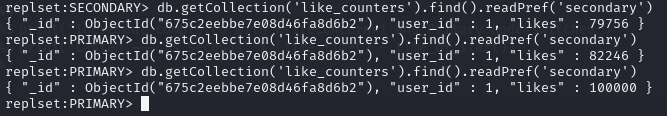 replset:SECONDARY> db.getCollection('like_counters').find().readPref('secondary')
{ "_id" : ObjectId("675c2eebbe7e08d46fa8d6b2"), "user_id" : 1, "likes" : 79756 }
replset:PRIMARY> db.getCollection('like_counters').find().readPref('secondary')
{ "_id" : ObjectId("675c2eebbe7e08d46fa8d6b2"), "user_id" : 1, "likes" : 82246 }
replset:PRIMARY> db.getCollection('like_counters').find().readPref('secondary')
{ "_id" : ObjectId("675c2eebbe7e08d46fa8d6b2"), "user_id" : 1, "likes" : 100000 }
replset:PRIMARY>